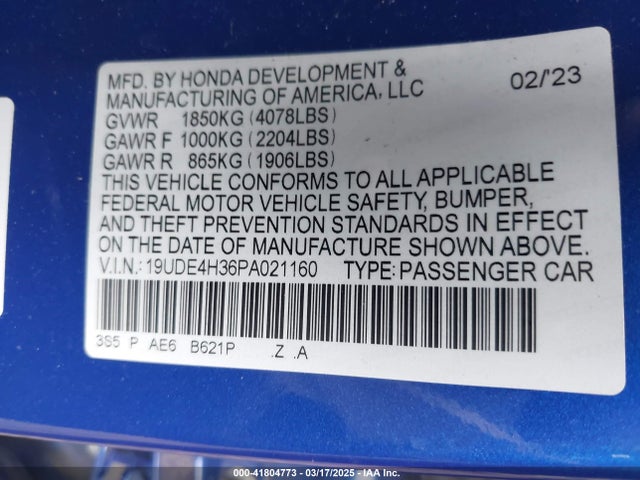 MFD. BY HONDA DEVELOPMENT &
MANUFACTURING OF AMERICA, LLC 02/'23
GVWR 1850KG (4078LBS)
GAWR F 1000KG (2204LBS)
GAWR R 865KG (1906LBS)
THIS VEHICLE CONFORMS TO ALL APPLICABLE
FEDERAL MOTOR VEHICLE SAFETY, BUMPER,
AND THEFT PREVENTION STANDARDS IN EFFECT
ON THE DATE OF MANUFACTURE SHOWN ABOVE.
V.I.N.: 19UDE4H36PA021160 TYPE: PASSENGER CAR
3S5 P AE6 B621P .Z .A
000-41804773 - 03/17/2025 - IAA Inc.